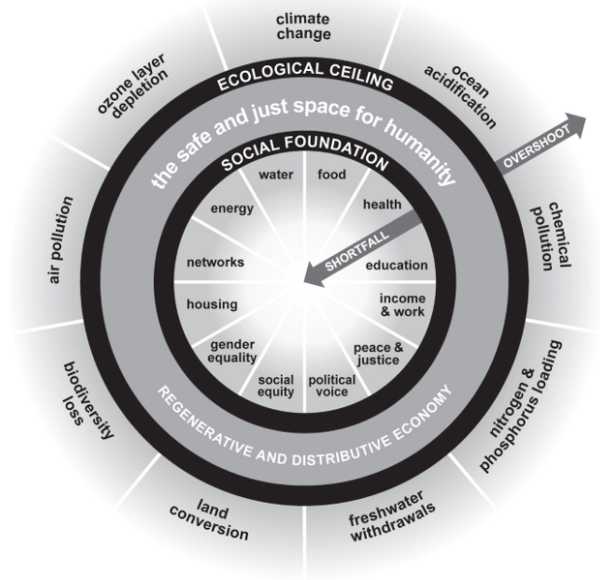 climate
change
ozone layer
depletion
ocean
acidification
ECOLOGICAL CEILING
the safe and just space for humanity
OVERSHOOT
SOCIAL FOUNDATION
water
food
energy
health
SHORTFALL
air pollution
chemical
pollution
networks
education
housing
income
& work
gender
equality
peace &
justice
social
equity
political
voice
biodiversity
loss
nitrogen &
phosphorus loading
REGENERATIVE AND DISTRIBUTIVE ECONOMY
land
conversion
freshwater
withdrawals